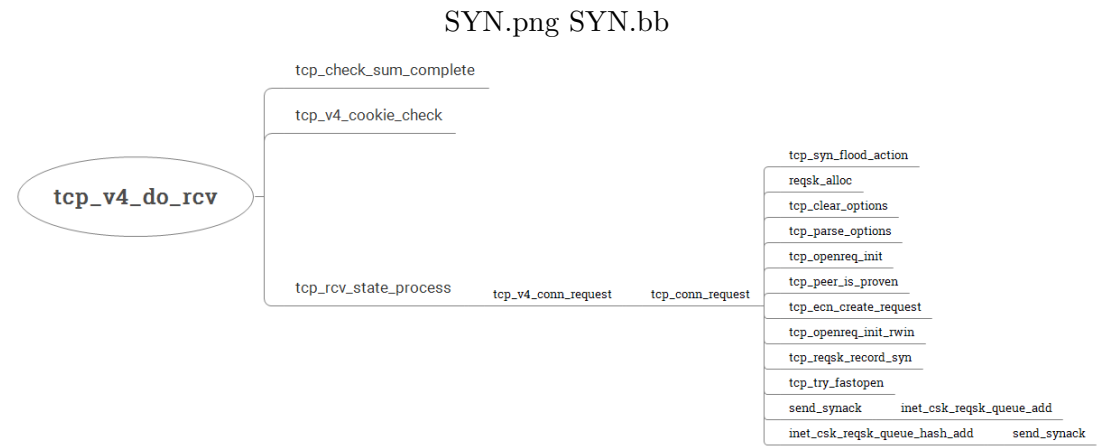 SYN.png SYN.bb
tcp_check_sum_complete
tcp_v4_cookie_check
tcp_v4_do_rcv
tcp_rcv_state_process
tcp_v4_conn_request
tcp_conn_request
tcp_syn_flood_action
reqsk_alloc
tcp_clear_options
tcp_parse_options
tcp_openreq_init
tcp_peer_is_proven
tcp_ecn_create_request
tcp_openreq_init_rwin
tcp_reqsk_record_syn
tcp_try_fastopen
send_synack inet_csk_reqsk_queue_add
inet_csk_reqsk_queue_hash_add send_synack